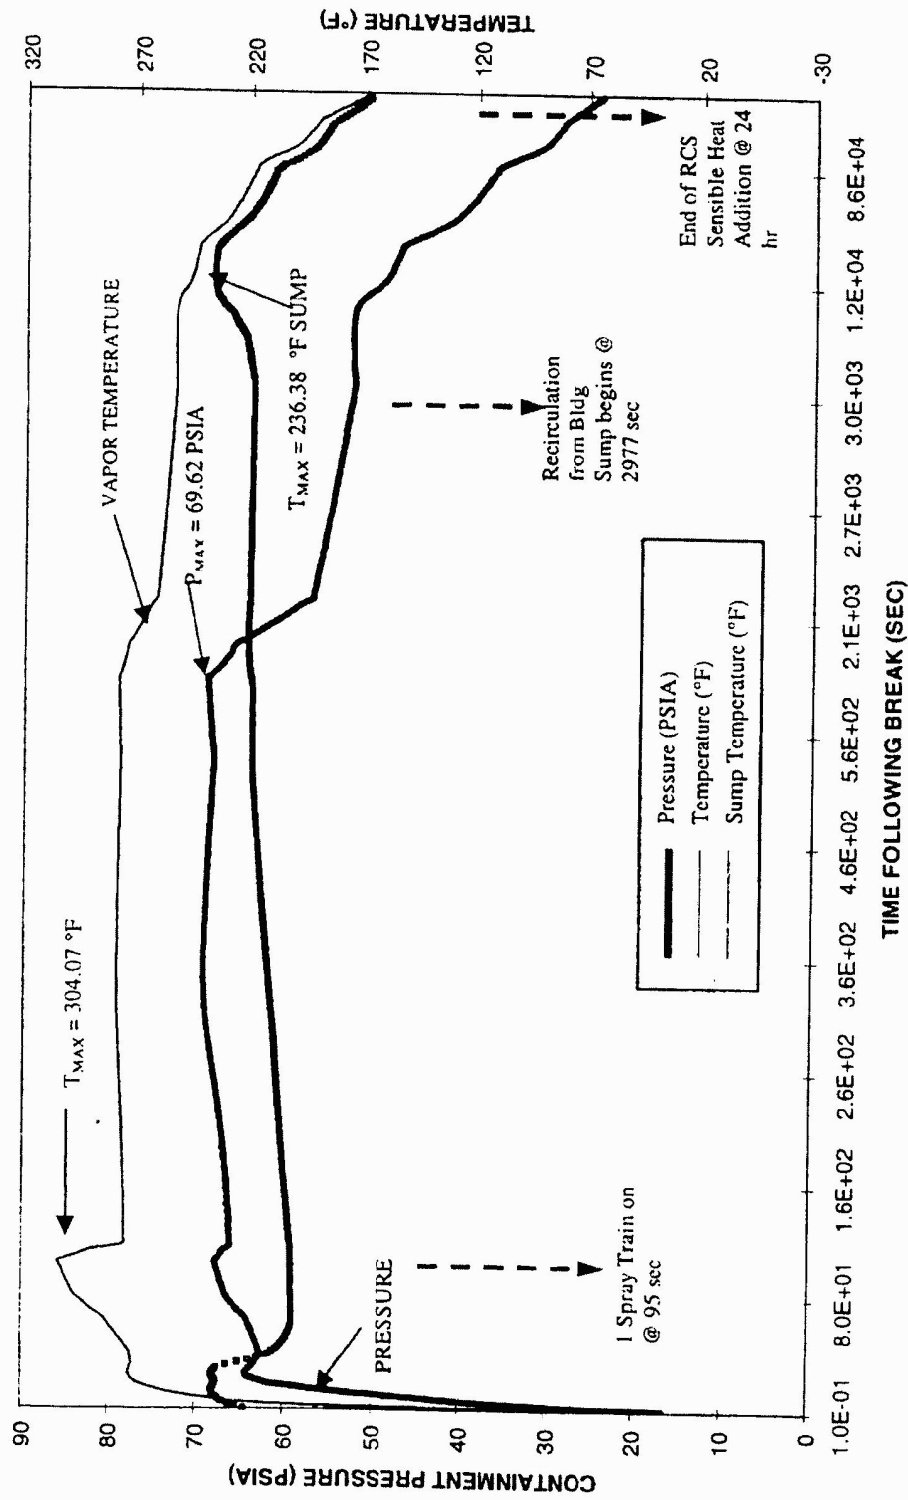 TEMPERATURE (°F)
320
270
220
170
120
70
20
-30
T_MAX = 304.07 °F
VAPOR TEMPERATURE
P_MAX = 69.62 PSIA
T_MAX = 236.38 °F SUMP
PRESSURE
1 Spray Train on
@ 95 sec
Recirculation
from Bldg
Sump begins @
2977 sec
End of RCS
Sensible Heat
Addition @ 24
hr
Pressure (PSIA)
Temperature (°F)
Sump Temperature (°F)
CONTAINMENT PRESSURE (PSIA)
90
80
70
60
50
40
30
20
10
0
1.0E-01
8.0E+01
1.6E+02
2.6E+02
3.6E+02
4.6E+02
5.6E+02
2.1E+03
2.7E+03
3.0E+03
1.2E+04
8.6E+04
TIME FOLLOWING BREAK (SEC)